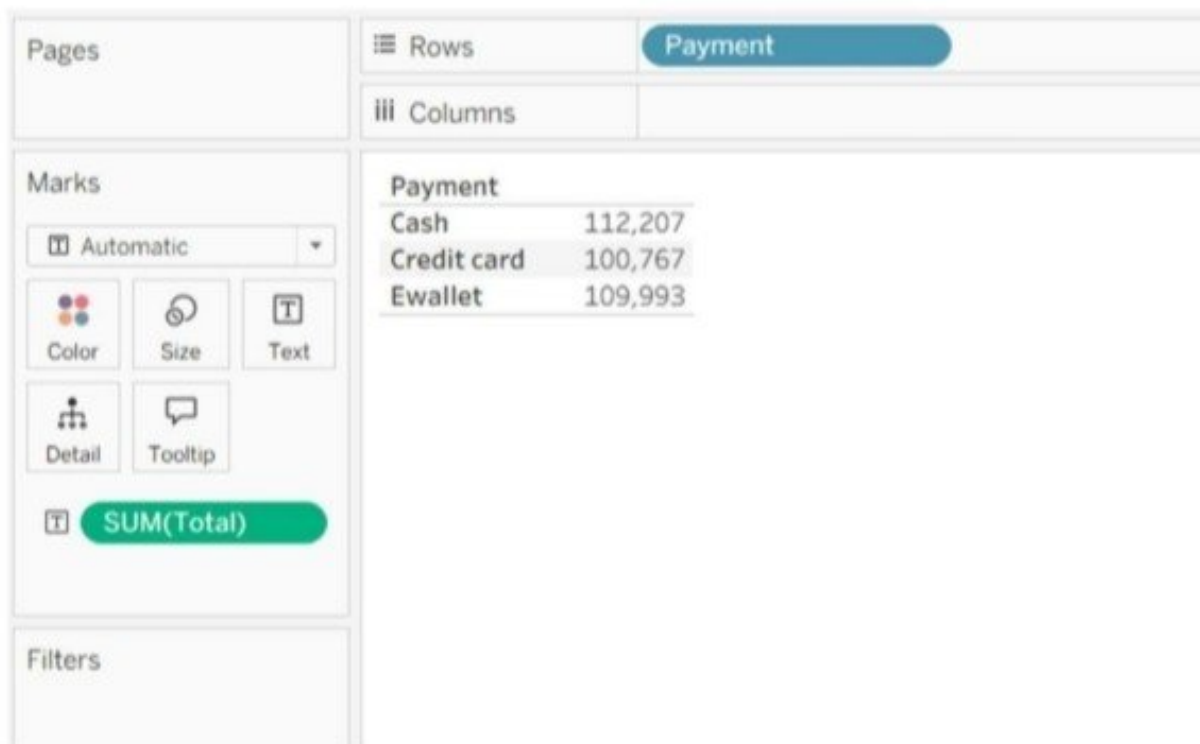 Pages
Rows Payment
Columns
Marks
Automatic
Color Size Text
Detail Tooltip
SUM(Total)
Filters
Payment
Cash 112,207
Credit card 100,767
Ewallet 109,993